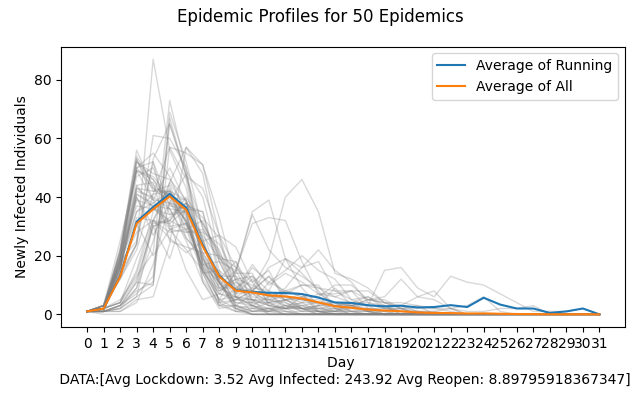 Epidemic Profiles for 50 Epidemics
Average of Running
Average of All
Newly Infected Individuals
80
60
40
20
0
0 1 2 3 4 5 6 7 8 9 10 11 12 13 14 15 16 17 18 19 20 21 22 23 24 25 26 27 28 29 30 31
Day
DATA:[Avg Lockdown: 3.52 Avg Infected: 243.92 Avg Reopen: 8.89795918367347]